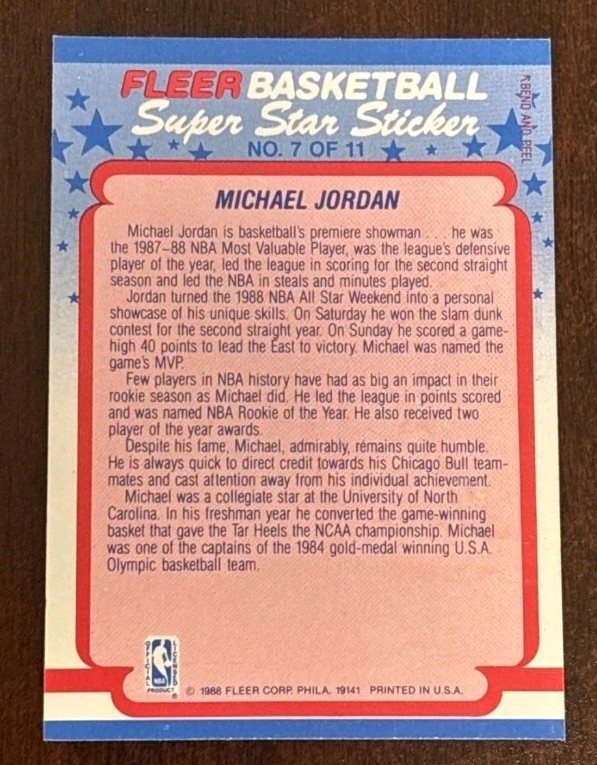 FLEER BASKETBALL
Super Star Sticker
NO. 7 OF 11
BEND AND PEEL
MICHAEL JORDAN
Michael Jordan is basketball's premiere showman . . . he was
the 1987–88 NBA Most Valuable Player, was the league's defensive
player of the year, led the league in scoring for the second straight
season and led the NBA in steals and minutes played.
Jordan turned the 1988 NBA All Star Weekend into a personal
showcase of his unique skills. On Saturday he won the slam dunk
contest for the second straight year. On Sunday he scored a game-
high 40 points to lead the East to victory. Michael was named the
game's MVP.
Few players in NBA history have had as big an impact in their
rookie season as Michael did. He led the league in points scored
and was named NBA Rookie of the Year. He also received two
player of the year awards.
Despite his fame, Michael, admirably, remains quite humble.
He is always quick to direct credit towards his Chicago Bull team-
mates and cast attention away from his individual achievement.
Michael was a collegiate star at the University of North
Carolina. In his freshman year he converted the game-winning
basket that gave the Tar Heels the NCAA championship. Michael
was one of the captains of the 1984 gold-medal winning U.S.A.
Olympic basketball team.
OFFICIAL
LICENSED
NBA
PRODUCT
®
© 1988 FLEER CORP. PHILA. 19141 PRINTED IN U.S.A.